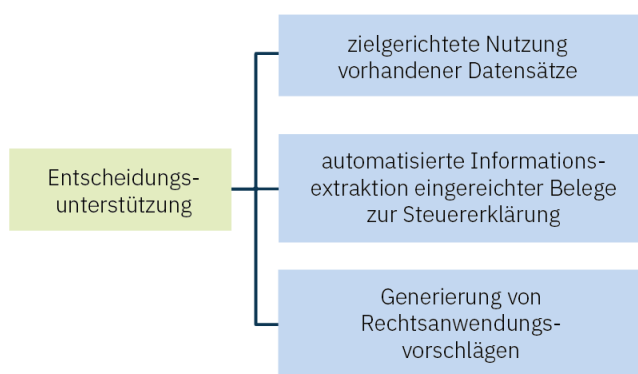 zielgerichtete Nutzung
vorhandener Datensätze
Entscheidungs-
unterstützung
automatisierte Informations-
extraktion eingereichter Belege
zur Steuererklärung
Generierung von
Rechtsanwendungs-
vorschlägen